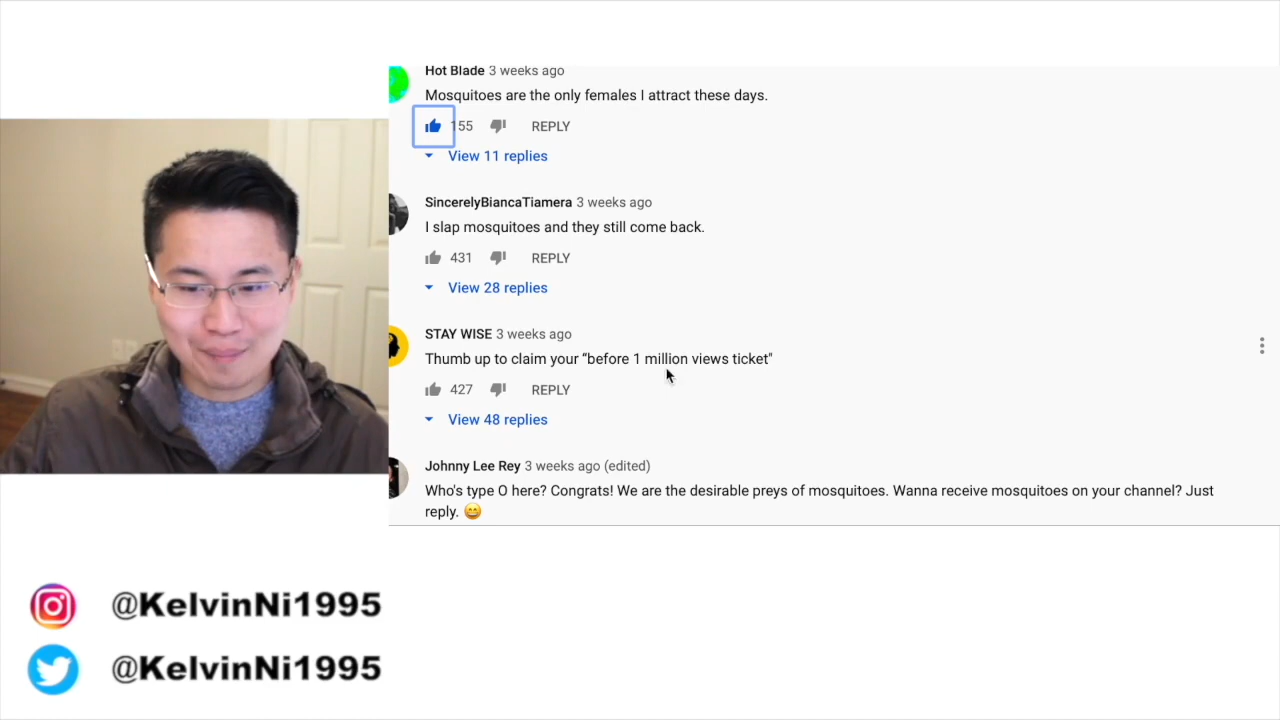 Hot Blade 3 weeks ago
Mosquitoes are the only females I attract these days.
155 REPLY
View 11 replies
SincerelyBiancaTiamera 3 weeks ago
I slap mosquitoes and they still come back.
431 REPLY
View 28 replies
STAY WISE 3 weeks ago
Thumb up to claim your “before 1 million views ticket"
427 REPLY
View 48 replies
Johnny Lee Rey 3 weeks ago (edited)
Who's type O here? Congrats! We are the desirable preys of mosquitoes. Wanna receive mosquitoes on your channel? Just
reply. 😄
@KelvinNi1995
@KelvinNi1995